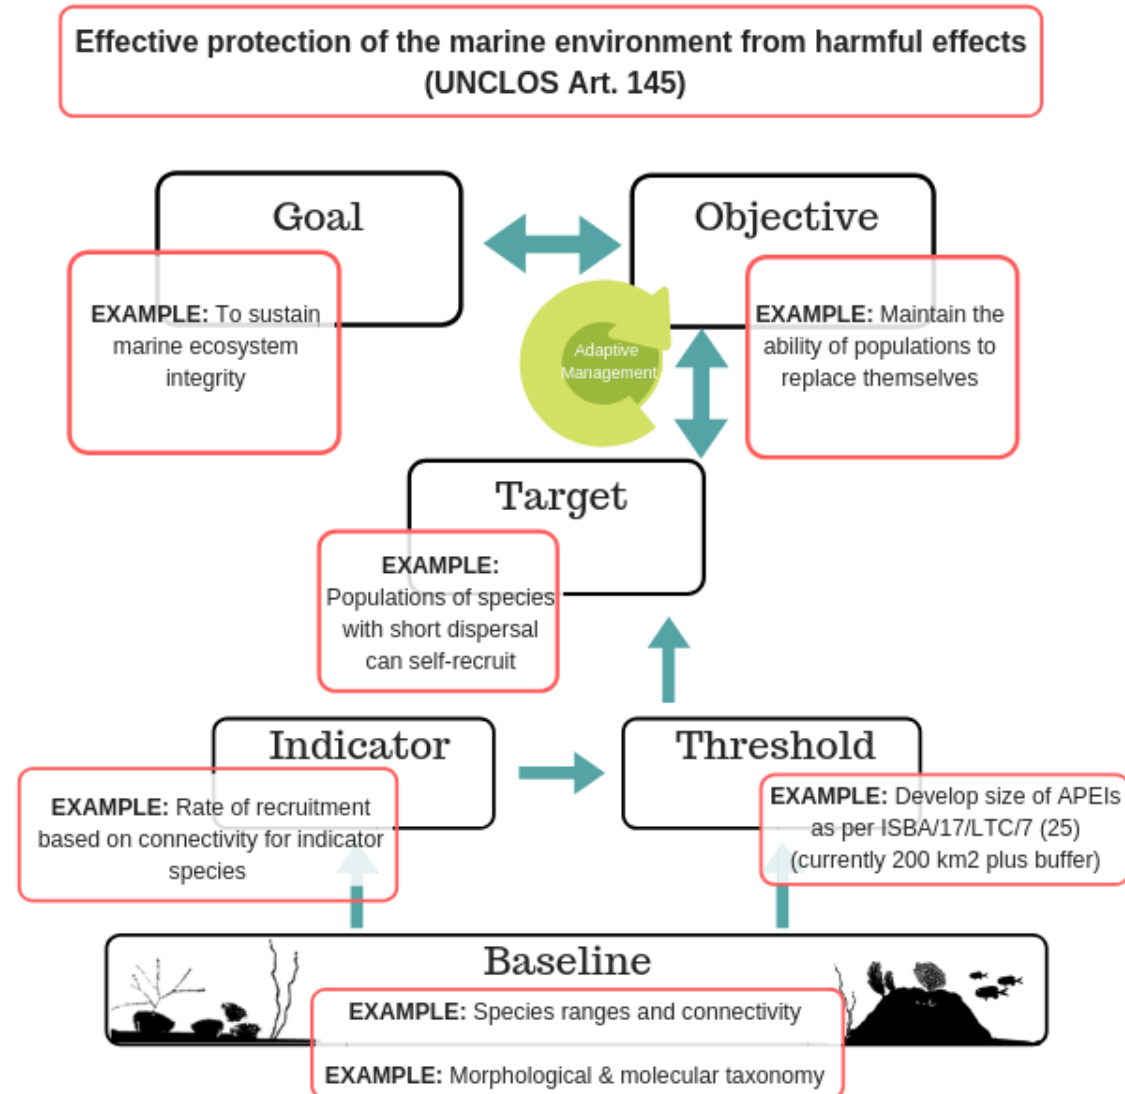 Effective protection of the marine environment from harmful effects
(UNCLOS Art. 145)
Goal
EXAMPLE: To sustain
marine ecosystem
integrity
Objective
EXAMPLE: Maintain the
ability of populations to
replace themselves
Adaptive
Management
Target
EXAMPLE:
Populations of species
with short dispersal
can self-recruit
Indicator
EXAMPLE: Rate of recruitment
based on connectivity for indicator
species
Threshold
EXAMPLE: Develop size of APEIs
as per ISBA/17/LTC/7 (25)
(currently 200 km2 plus buffer)
Baseline
EXAMPLE: Species ranges and connectivity
EXAMPLE: Morphological & molecular taxonomy